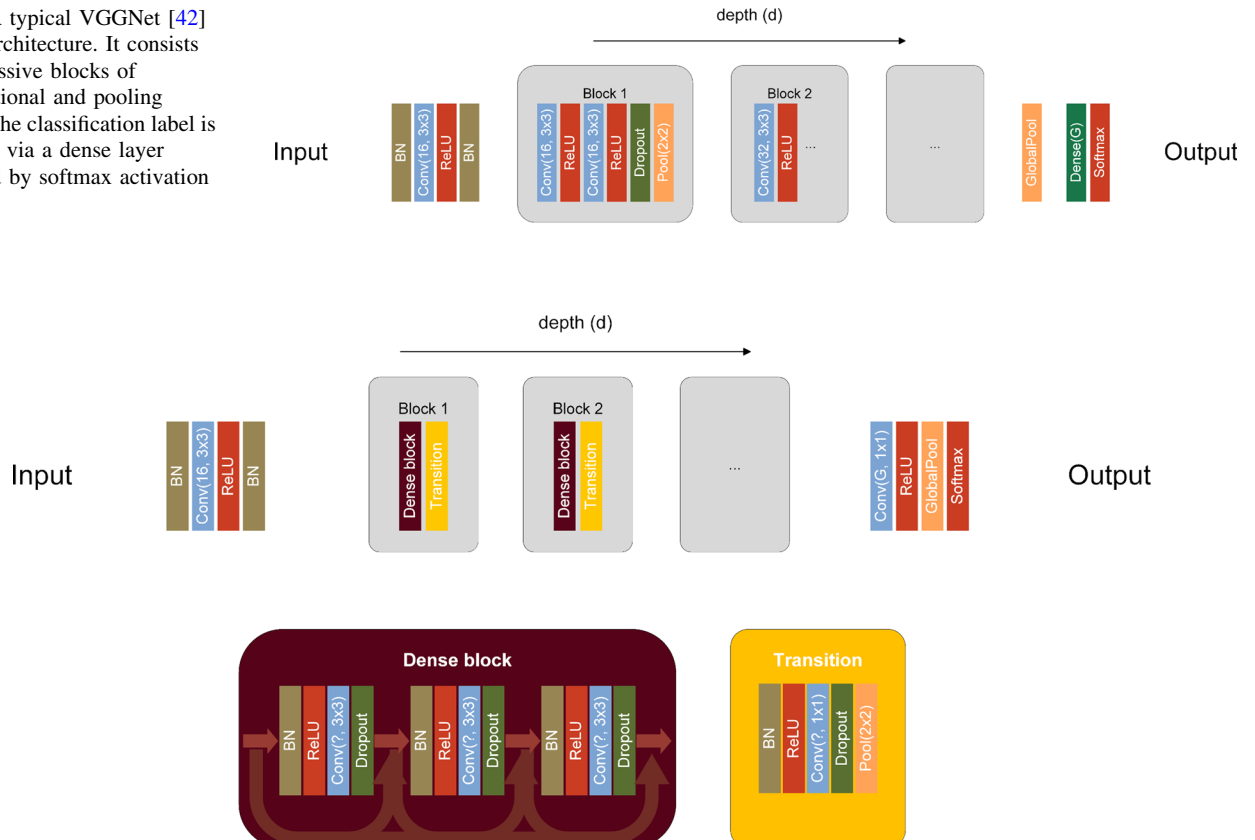 a typical VGGNet [42]
rchitecture. It consists
ssive blocks of
tional and pooling
he classification label is
via a dense layer
by softmax activation
depth (d)
Block 1
Block 2
Input
BN
Conv(16, 3x3)
ReLU
BN
Conv(16, 3x3)
ReLU
Conv(16, 3x3)
ReLU
Dropout
Pool(2x2)
Conv(32, 3x3)
ReLU
...
...
GlobalPool
Dense(G)
Softmax
Output
depth (d)
Block 1
Block 2
Input
BN
Conv(16, 3x3)
ReLU
BN
Dense block
Transition
Dense block
Transition
...
Conv(G, 1x1)
ReLU
GlobalPool
Softmax
Output
Dense block
BN
ReLU
Conv(?, 3x3)
Dropout
BN
ReLU
Conv(?, 3x3)
Dropout
BN
ReLU
Conv(?, 3x3)
Dropout
Transition
BN
ReLU
Conv(?, 1x1)
Dropout
Pool(2x2)